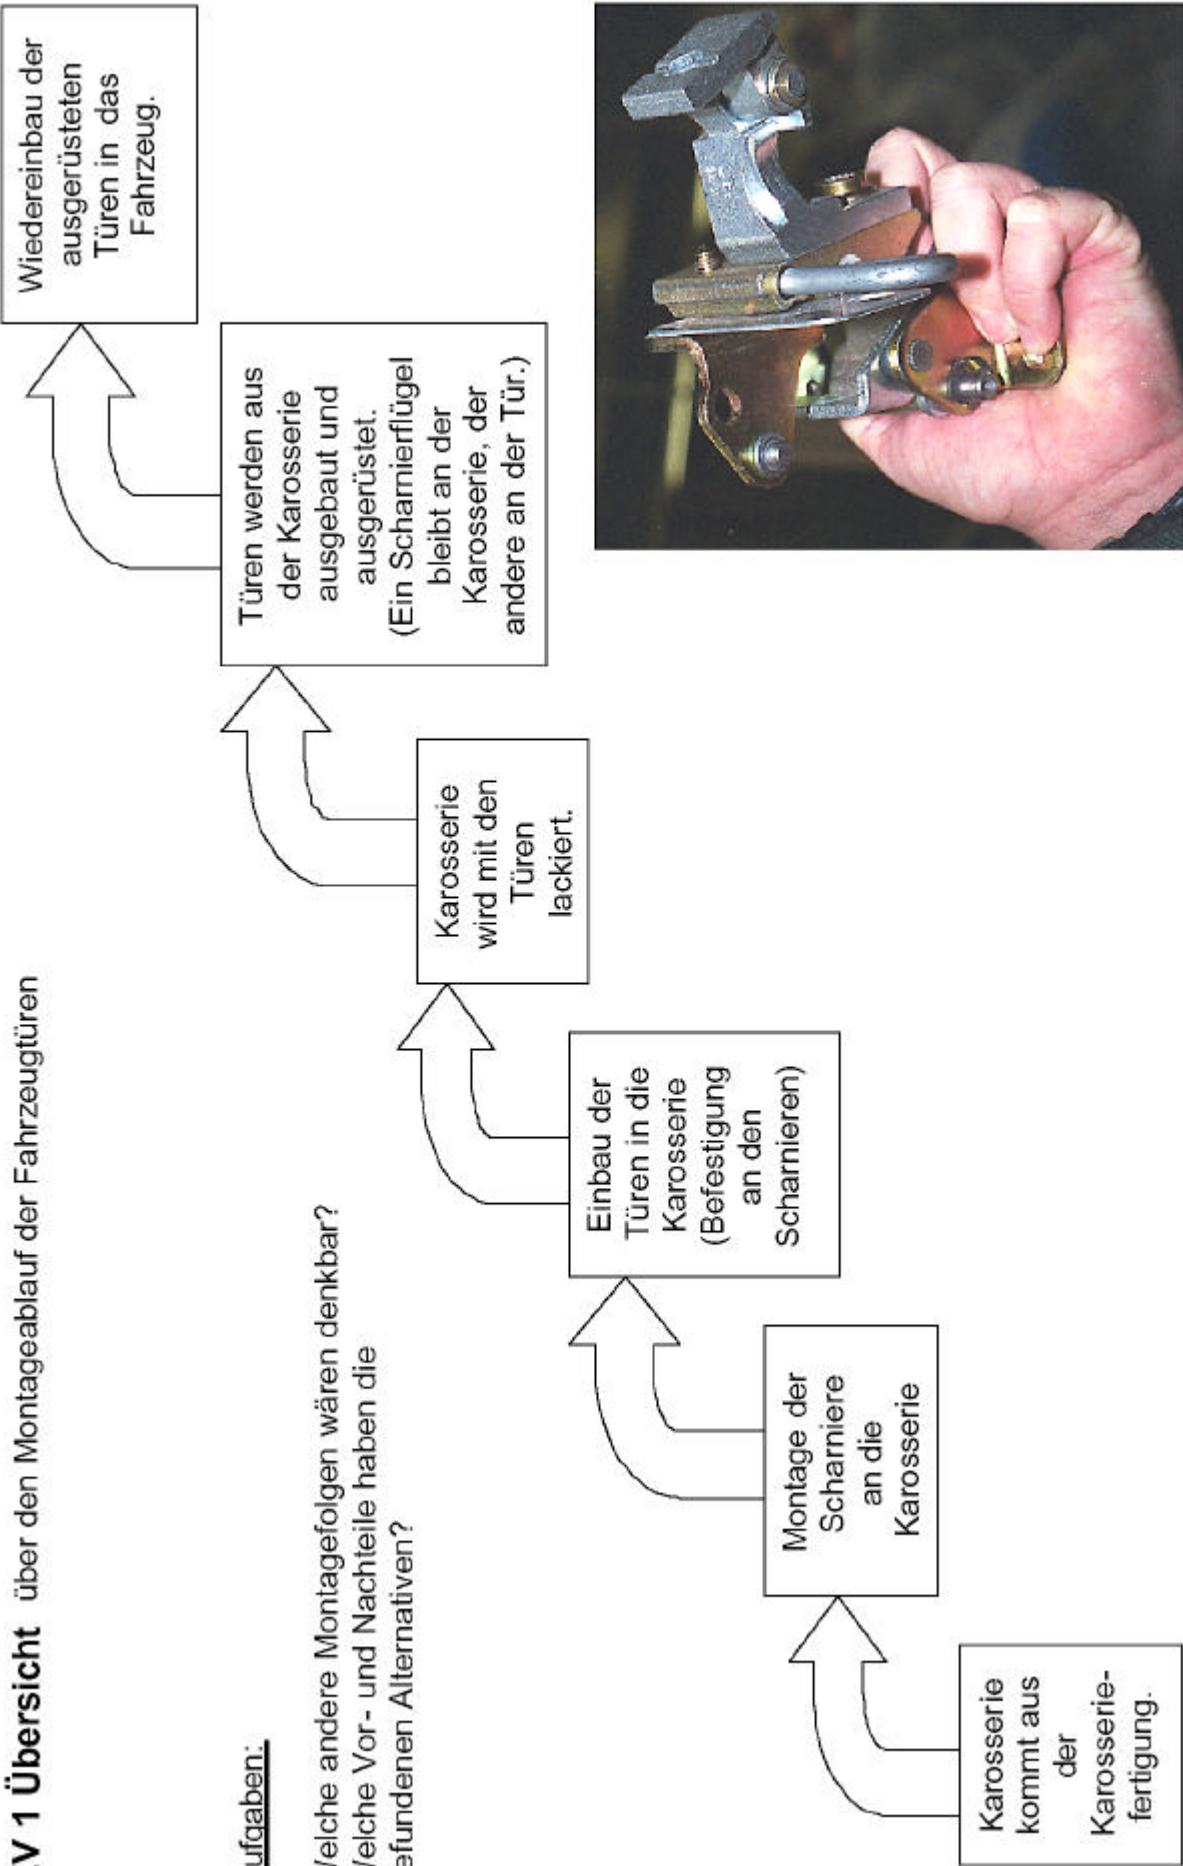 V 1 Übersicht über den Montageablauf der Fahrzeugtüren
ufgaben:
Welche andere Montagefolgen wären denkbar?
Welche Vor- und Nachteile haben die
efundenen Alternativen?
Karosserie
kommt aus
der
Karosserie-
fertigung.
Montage der
Scharniere
an die
Karosserie
Einbau der
Türen in die
Karosserie
(Befestigung
an den
Scharnieren)
Karosserie
wird mit den
Türen
lackiert.
Türen werden aus
der Karosserie
ausgebaut und
ausgerüstet.
(Ein Scharnierflügel
bleibt an der
Karosserie, der
andere an der Tür.)
Wiedereinbau der
ausgerüsteten
Türen in das
Fahrzeug.